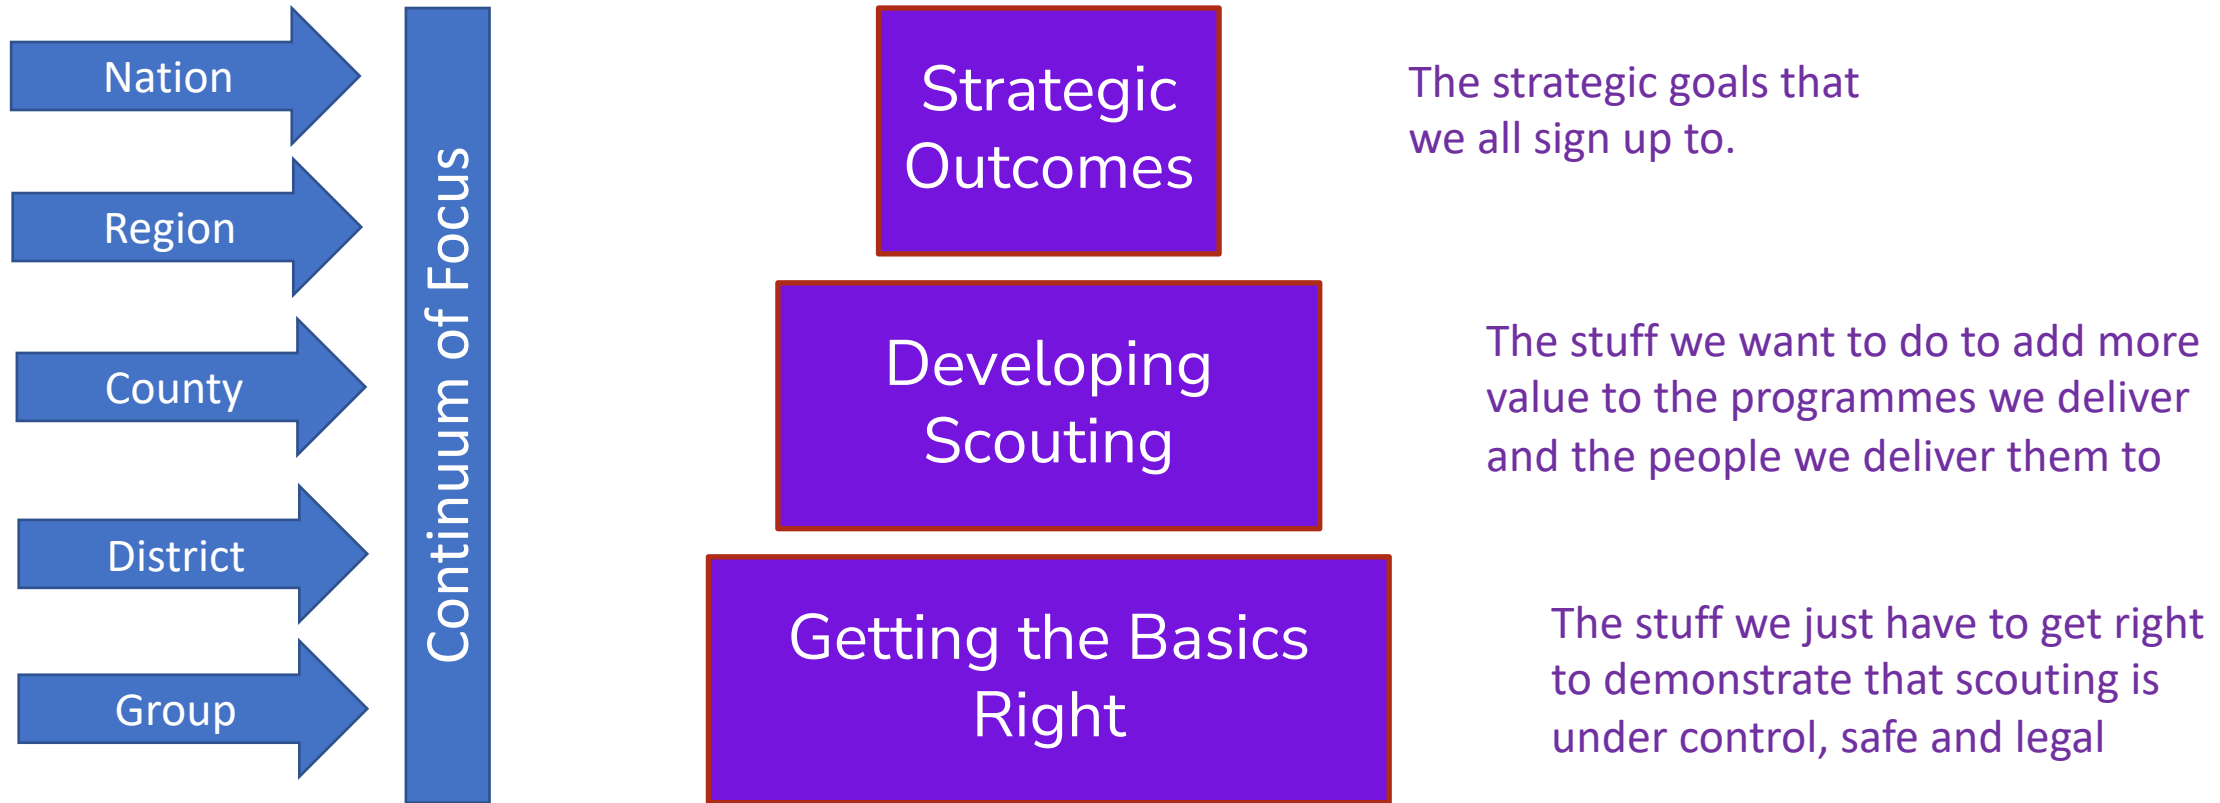 Nation
Region
County
District
Group
Continuum of Focus
Strategic
Outcomes
The strategic goals that
we all sign up to.
Developing
Scouting
The stuff we want to do to add more
value to the programmes we deliver
and the people we deliver them to
Getting the Basics
Right
The stuff we just have to get right
to demonstrate that scouting is
under control, safe and legal